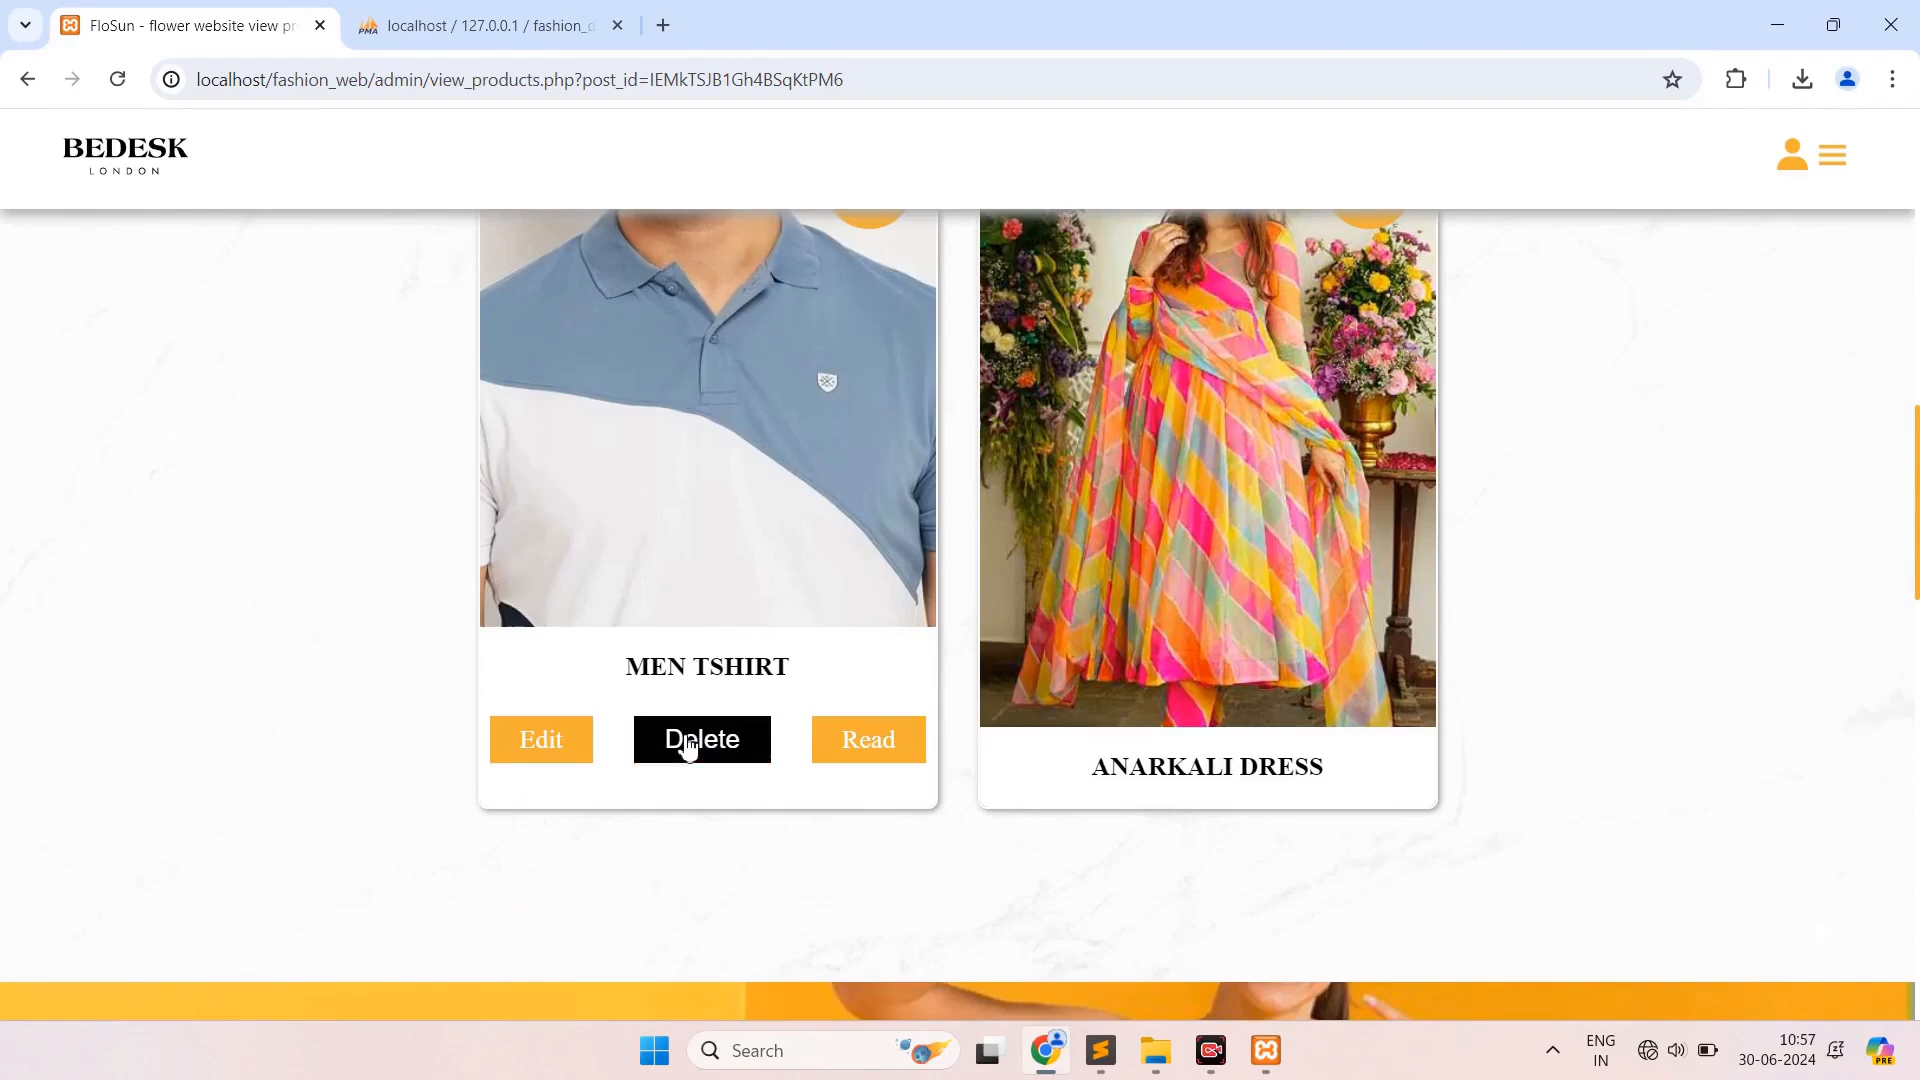 FloSun - flower website view pr
localhost / 127.0.0.1 / fashion_d
localhost/fashion_web/admin/view_products.php?post_id=IEMkTSJB1Gh4BSqKtPM6
BEDESK
LONDON
MEN TSHIRT
Edit
Delete
Read
ANARKALI DRESS
Search
ENG
IN
10:57
30-06-2024
PRE